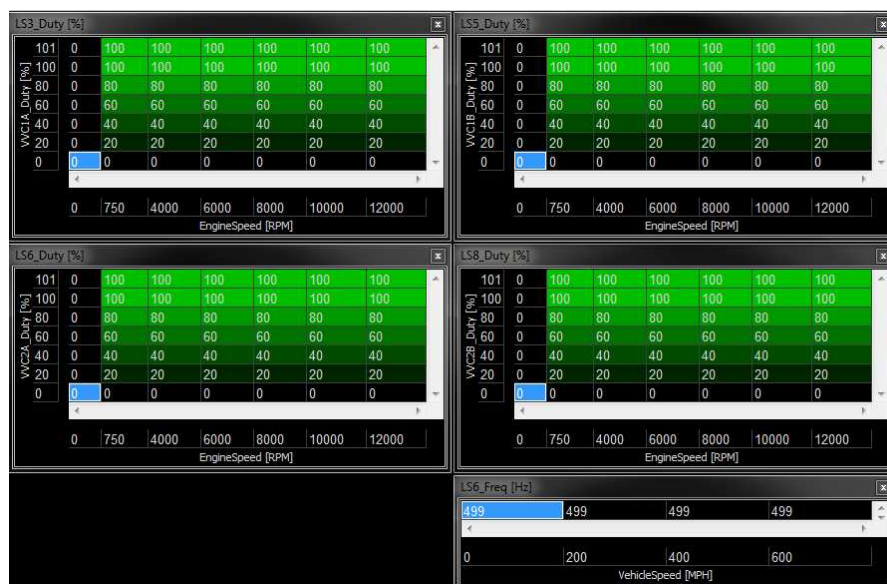 LS3_Duty [%]
VVC1A_Duty [%]
101 0 100 100 100 100 100 100
100 0 100 100 100 100 100 100
80 0 80 80 80 80 80 80
60 0 60 60 60 60 60 60
40 0 40 40 40 40 40 40
20 0 20 20 20 20 20 20
0 0 0 0 0 0 0 0
0 750 4000 6000 8000 10000 12000
EngineSpeed [RPM]
LS5_Duty [%]
VVC1B_Duty [%]
101 0 100 100 100 100 100 100
100 0 100 100 100 100 100 100
80 0 80 80 80 80 80 80
60 0 60 60 60 60 60 60
40 0 40 40 40 40 40 40
20 0 20 20 20 20 20 20
0 0 0 0 0 0 0 0
0 750 4000 6000 8000 10000 12000
EngineSpeed [RPM]
LS6_Duty [%]
VVC2A_Duty [%]
101 0 100 100 100 100 100 100
100 0 100 100 100 100 100 100
80 0 80 80 80 80 80 80
60 0 60 60 60 60 60 60
40 0 40 40 40 40 40 40
20 0 20 20 20 20 20 20
0 0 0 0 0 0 0 0
0 750 4000 6000 8000 10000 12000
EngineSpeed [RPM]
LS8_Duty [%]
VVC2B_Duty [%]
101 0 100 100 100 100 100 100
100 0 100 100 100 100 100 100
80 0 80 80 80 80 80 80
60 0 60 60 60 60 60 60
40 0 40 40 40 40 40 40
20 0 20 20 20 20 20 20
0 0 0 0 0 0 0 0
0 750 4000 6000 8000 10000 12000
EngineSpeed [RPM]
LS6_Freq [Hz]
499 499 499 499
0 200 400 600
VehicleSpeed [MPH]